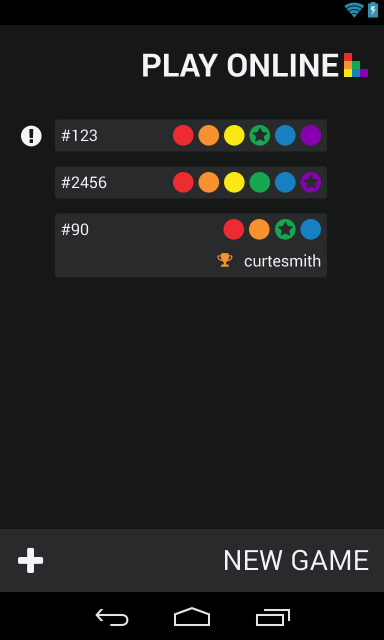 PLAY ONLINE
#123
#2456
#90
curtesmith
NEW GAME